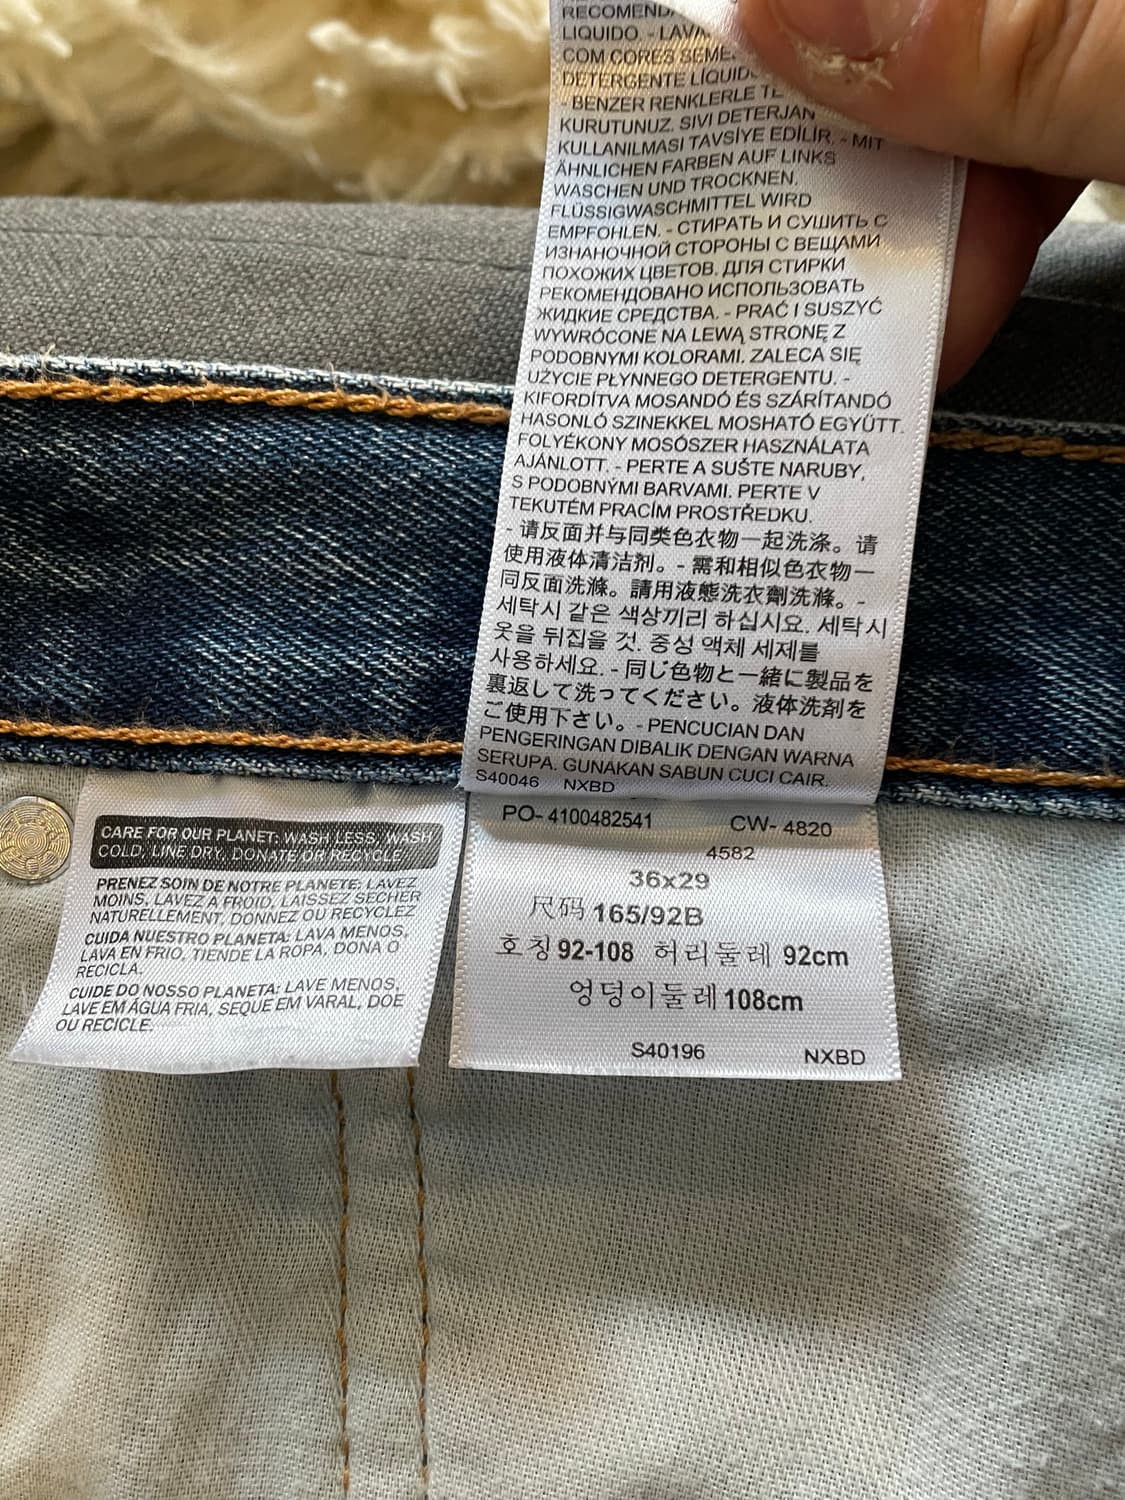 RECOMEND
LIQUIDO. - LAVA
COM CORES SEME
DETERGENTE LÍQUID
- BENZER RENKLERLE TE
KURUTUNUZ. SIVI DETERJAN
KULLANILMASI TAVSİYE EDİLİR. - MIT
ÄHNLICHEN FARBEN AUF LINKS
WASCHEN UND TROCKNEN.
FLÜSSIGWASCHMITTEL WIRD
EMPFOHLEN. - СТИРАТЬ И СУШИТЬ С
ИЗНАНОЧНОЙ СТОРОНЫ С ВЕЩАМИ
ПОХОЖИХ ЦВЕТОВ. ДЛЯ СТИРКИ
РЕКОМЕНДОВАНО ИСПОЛЬЗОВАТЬ
ЖИДКИЕ СРЕДСТВА. - PRAĆ I SUSZYĆ
WYWRÓCONE NA LEWĄ STRONĘ Z
PODOBNYMI KOLORAMI. ZALECA SIĘ
UŻYCIE PŁYNNEGO DETERGENTU. -
KIFORDÍTVA MOSANDÓ ÉS SZÁRÍTANDÓ
HASONLÓ SZINEKKEL MOSHATÓ EGYÜTT.
FOLYÉKONY MOSÓSZER HASZNÁLATA
AJÁNLOTT. - PERTE A SUŠTE NARUBY,
S PODOBNÝMI BARVAMI. PERTE V
TEKUTÉM PRACÍM PROSTŘEDKU.
- 请反面并与同类色衣物一起洗涤。请
使用液体清洁剂。- 需和相似色衣物一
同反面洗滌。請用液態洗衣劑洗滌。-
세탁시 같은 색상끼리 하십시요. 세탁시
옷을 뒤집을 것. 중성 액체 세제를
사용하세요. - 同じ色物と一緒に製品を
裏返して洗ってください。液体洗剤を
ご使用下さい。- PENCUCIAN DAN
PENGERINGAN DIBALIK DENGAN WARNA
SERUPA. GUNAKAN SABUN CUCI CAIR.
S40046 NXBD
CARE FOR OUR PLANET: WASH LESS, WASH
COLD, LINE DRY, DONATE OR RECYCLE
PRENEZ SOIN DE NOTRE PLANETE: LAVEZ
MOINS, LAVEZ A FROID, LAISSEZ SÉCHER
NATURELLEMENT, DONNEZ OU RECYCLEZ
CUIDA NUESTRO PLANETA: LAVA MENOS,
LAVA EN FRIO, TIENDE LA ROPA, DONA O
RECICLA.
CUIDE DO NOSSO PLANETA: LAVE MENOS,
LAVE EM ÁGUA FRIA, SEQUE EM VARAL, DOE
OU RECICLE.
PO- 4100482541 CW- 4820
4582
36x29
尺码 165/92B
호칭 92-108 허리둘레 92cm
엉덩이둘레 108cm
S40196 NXBD